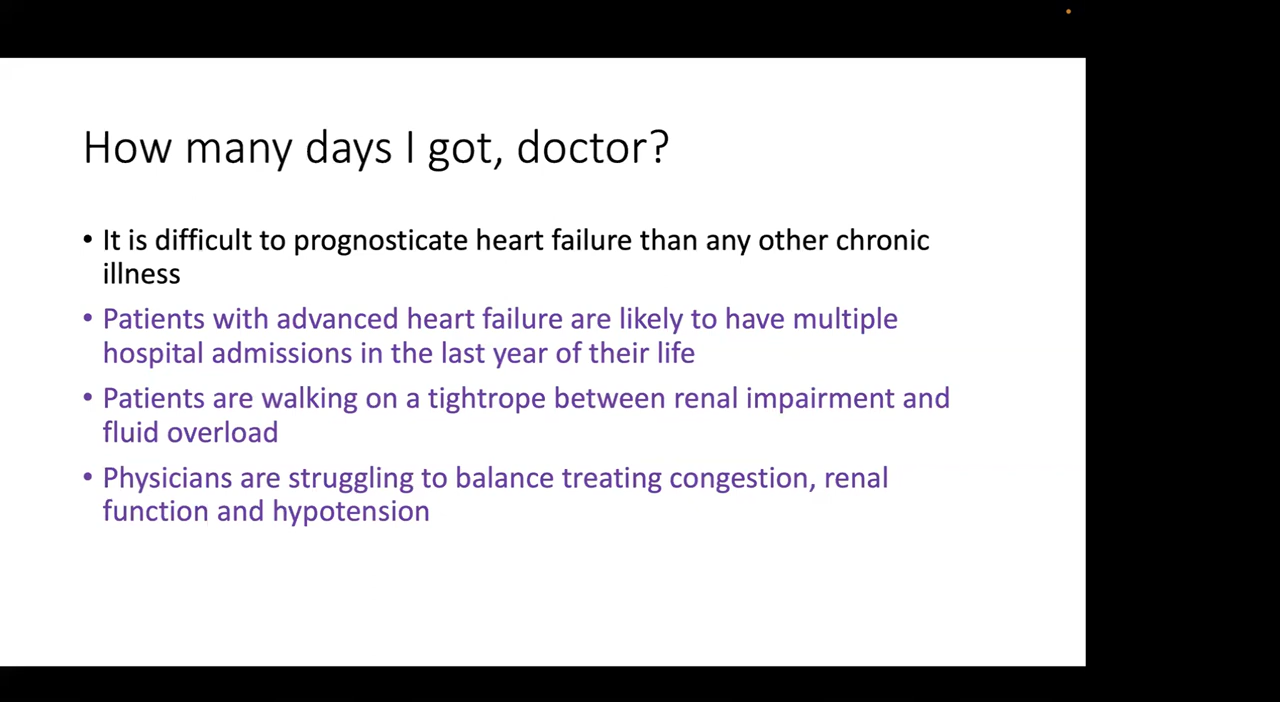 How many days I got, doctor?
• It is difficult to prognosticate heart failure than any other chronic
illness
• Patients with advanced heart failure are likely to have multiple
hospital admissions in the last year of their life
• Patients are walking on a tightrope between renal impairment and
fluid overload
• Physicians are struggling to balance treating congestion, renal
function and hypotension